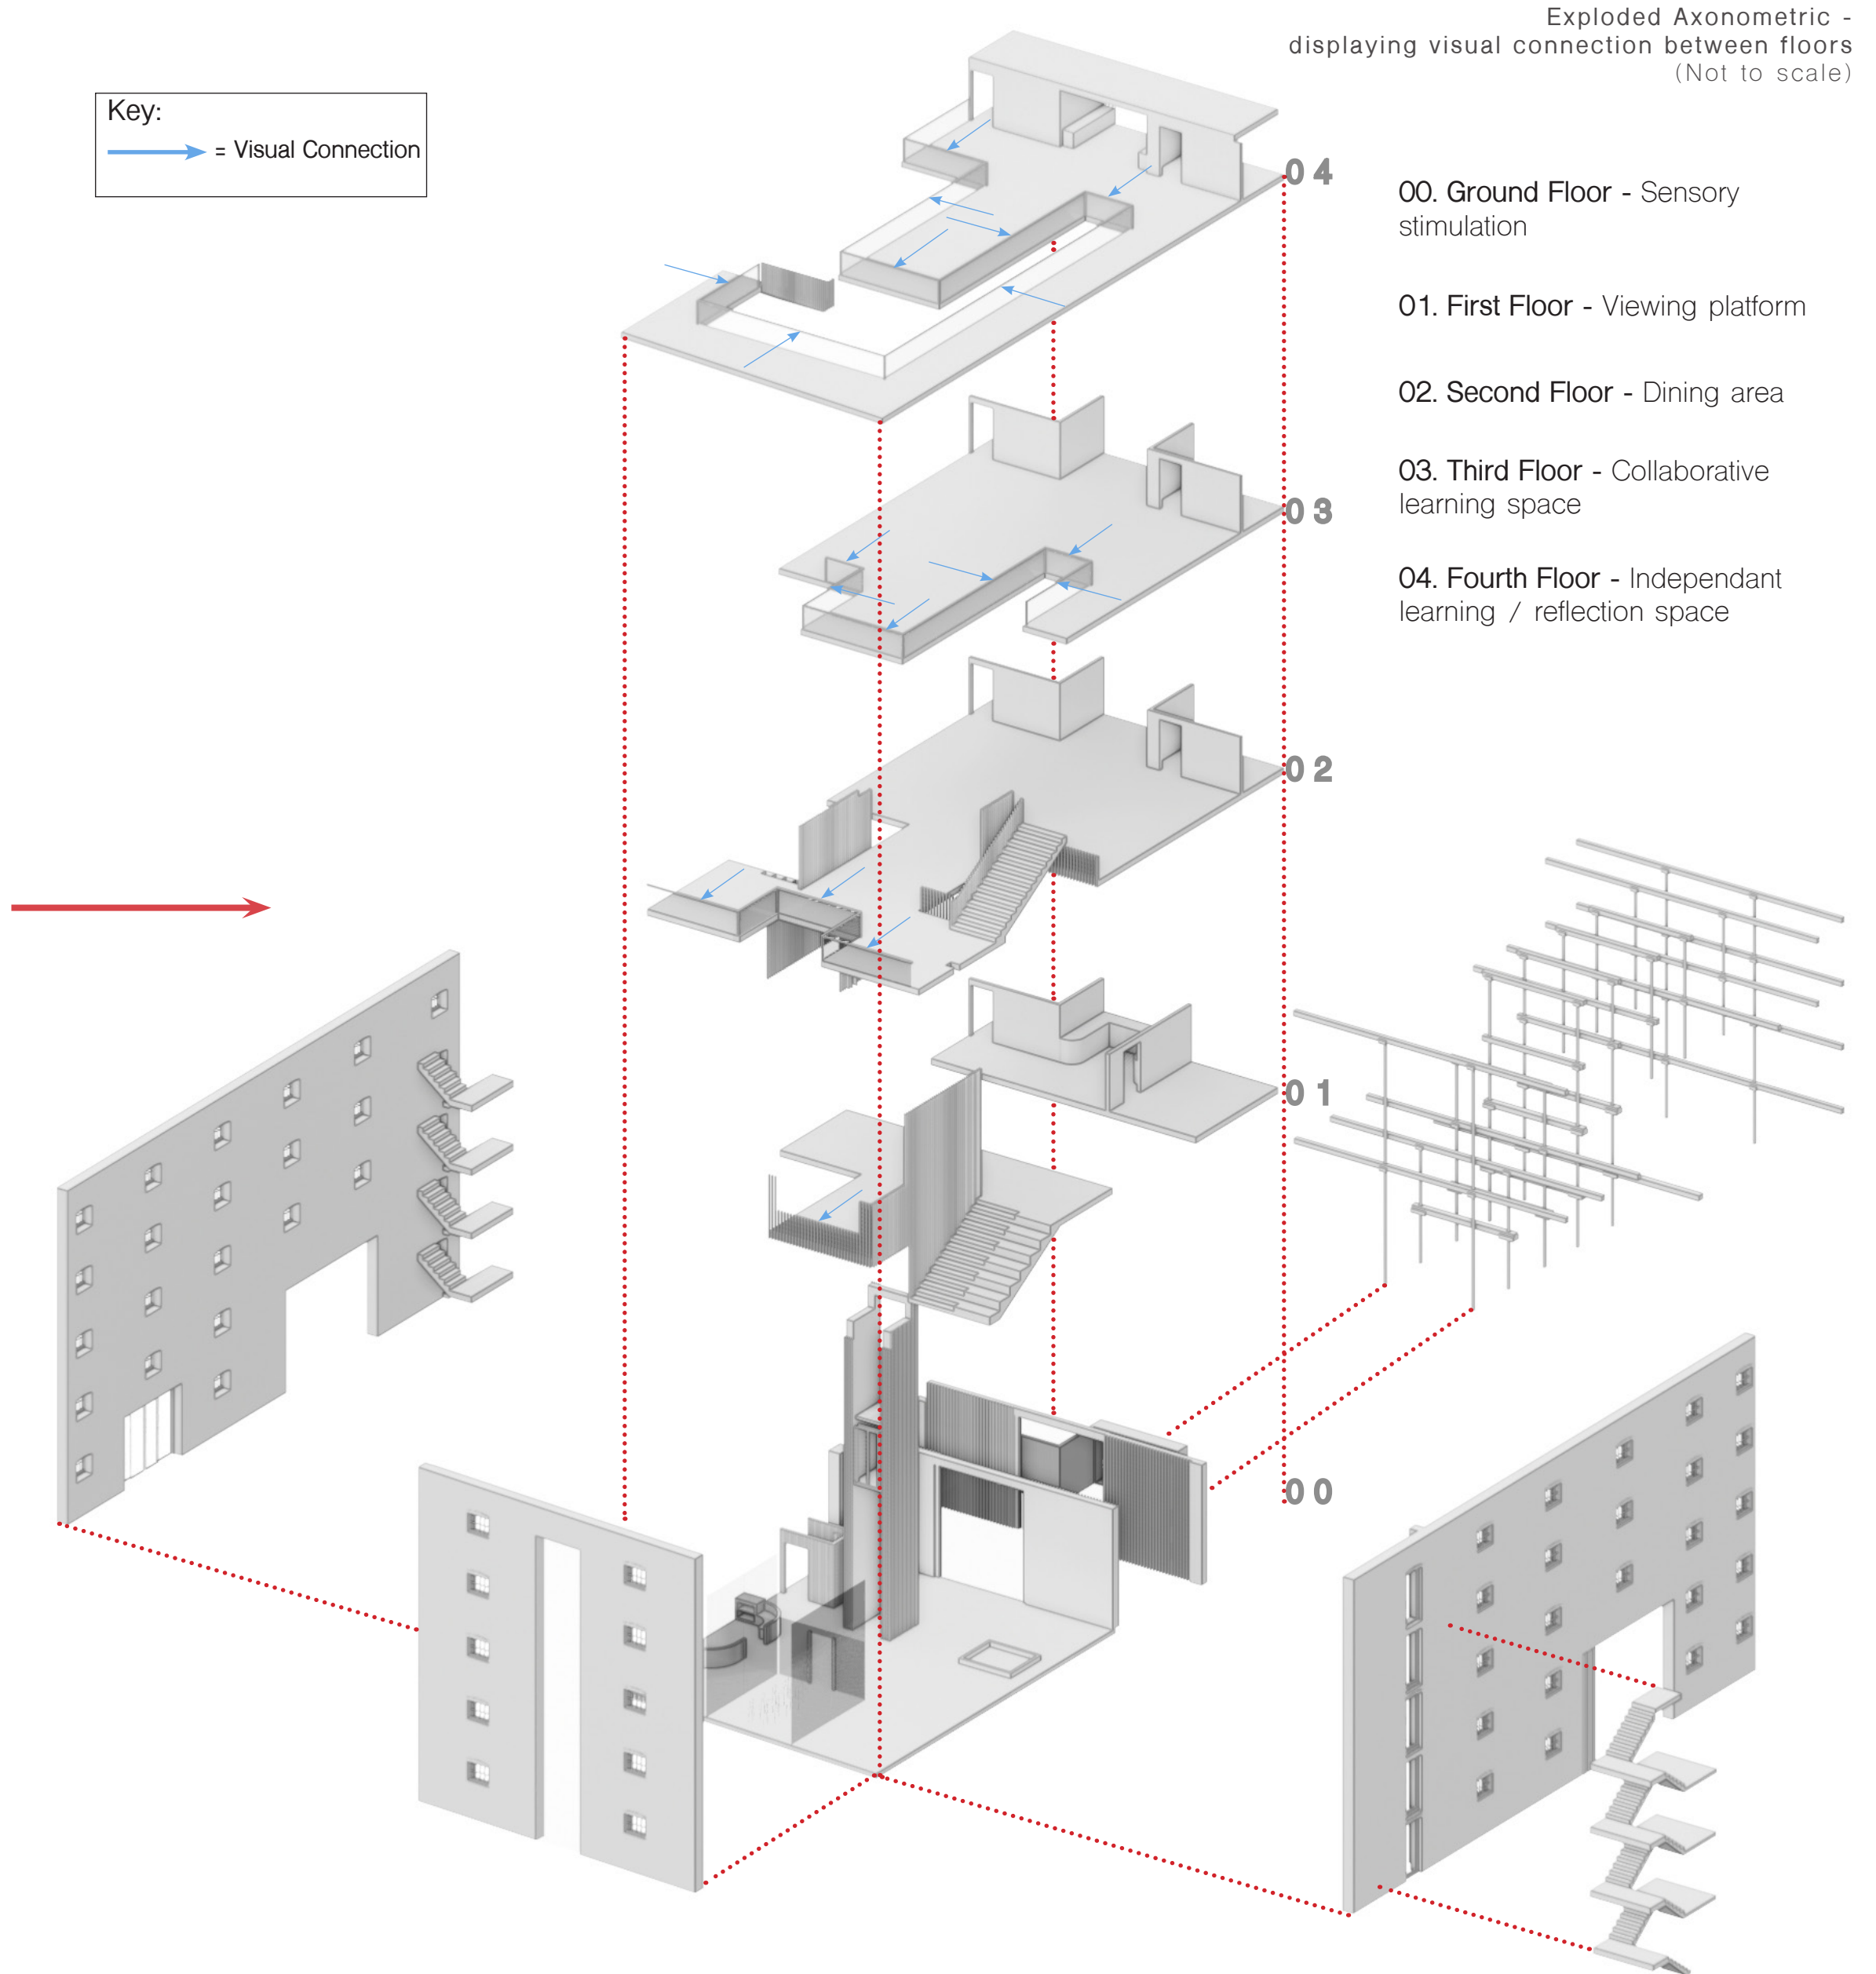 Exploded Axonometric -
displaying visual connection between floors
(Not to scale)
Key:
= Visual Connection
04
00. Ground Floor - Sensory
stimulation
01. First Floor - Viewing platform
02. Second Floor - Dining area
03. Third Floor - Collaborative
learning space
03
04. Fourth Floor - Independant
learning / reflection space
02
01
00